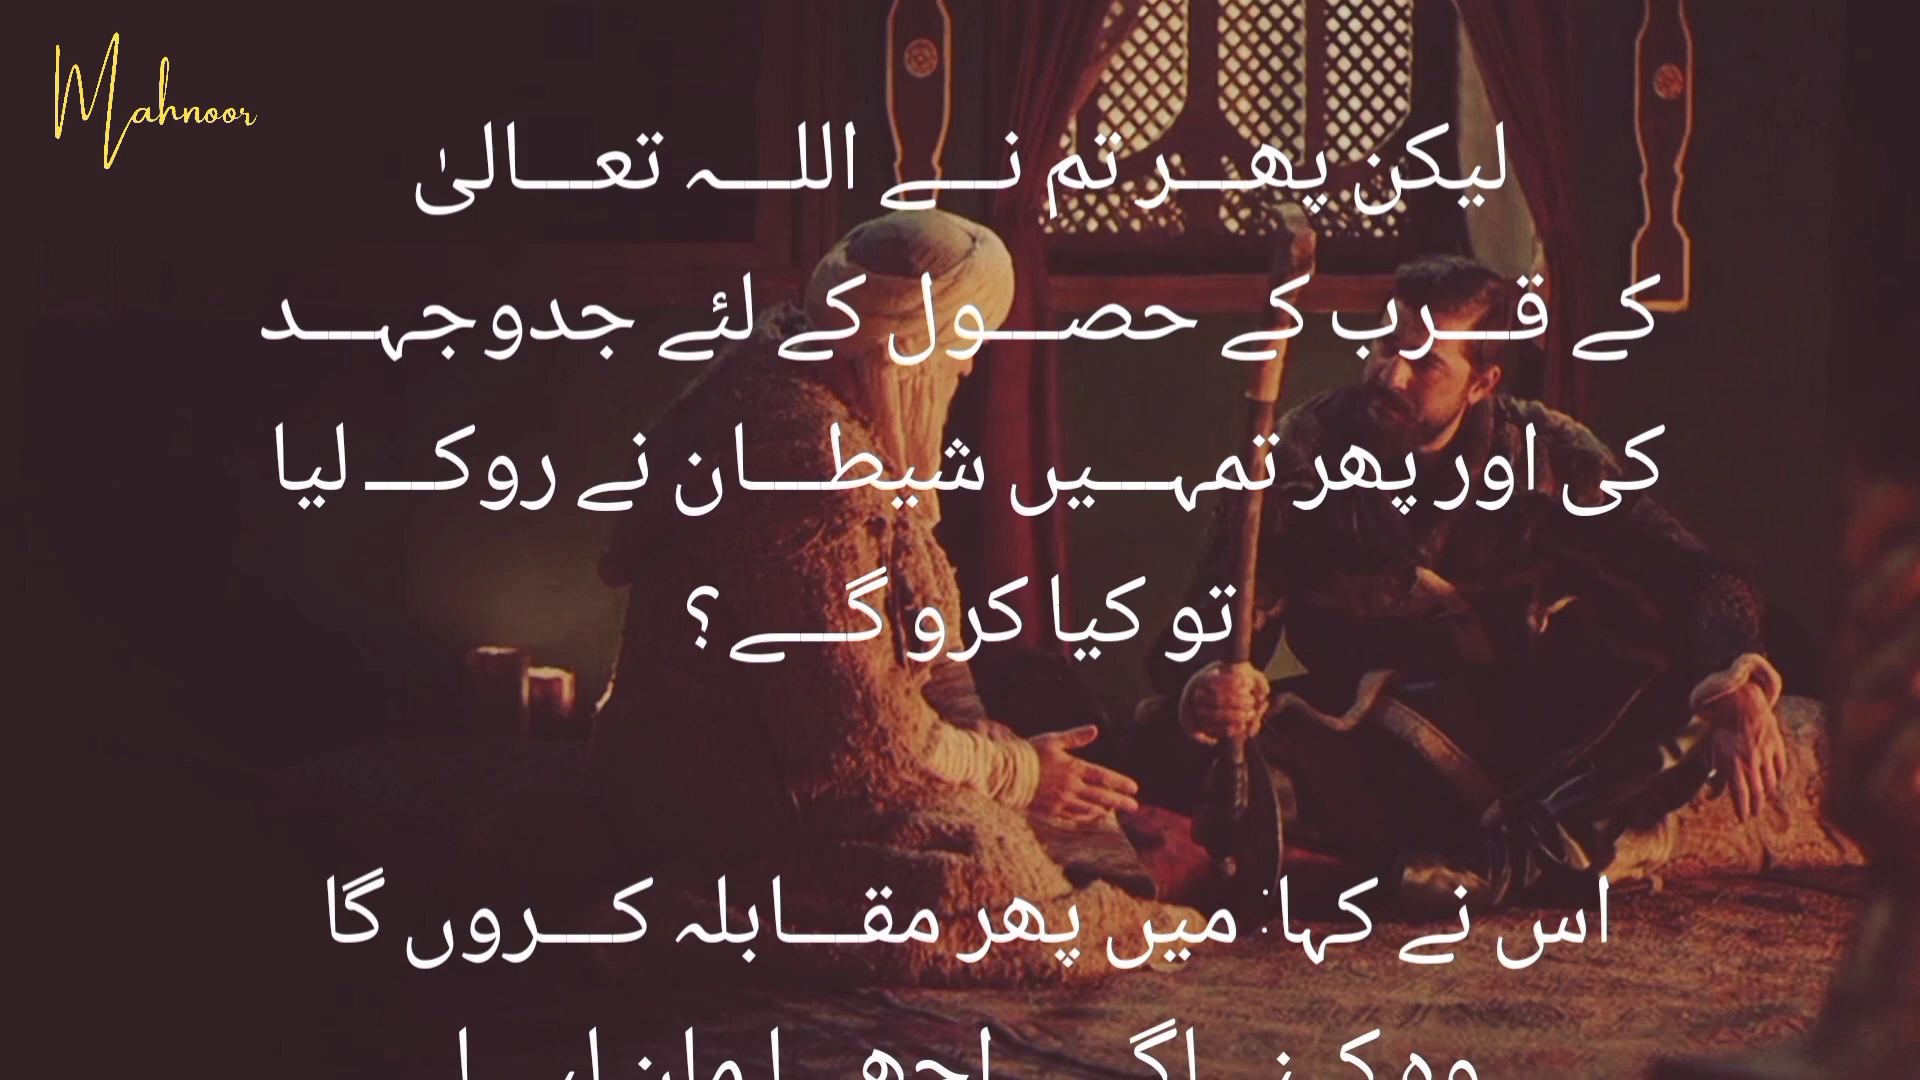 Mahnoor
لیکن پھر تم نے اللہ تعالیٰ
کے قرب کے حصول کے لئے جدوجہد
کی اور پھر تمہیں شیطان نے روک لیا
تو کیا کرو گے؟
اس نے کہا: میں پھر مقابلہ کروں گا